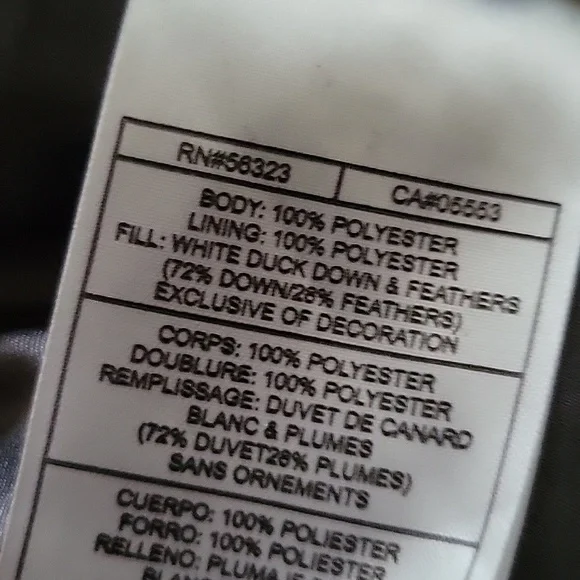 RN#56323 CA#05553
BODY: 100% POLYESTER
LINING: 100% POLYESTER
FILL: WHITE DUCK DOWN & FEATHERS
(72% DOWN/28% FEATHERS)
EXCLUSIVE OF DECORATION
CORPS: 100% POLYESTER
DOUBLURE: 100% POLYESTER
REMPLISSAGE: DUVET DE CANARD
BLANC & PLUMES
(72% DUVET28% PLUMES)
SANS ORNEMENTS
CUERPO: 100% POLIESTER
FORRO: 100% POLIESTER
RELLENO: